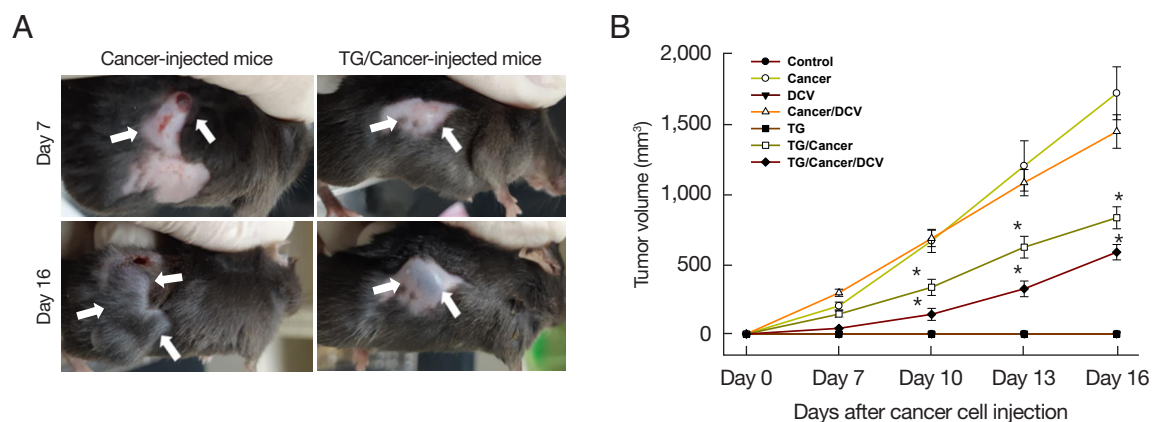 A
Cancer-injected mice
TG/Cancer-injected mice
Day 7
Day 16
B
Tumor volume (mm³)
2,000
1,500
1,000
500
0
Control
Cancer
DCV
Cancer/DCV
TG
TG/Cancer
TG/Cancer/DCV
*
*
*
*
*
*
Day 0
Day 7
Day 10
Day 13
Day 16
Days after cancer cell injection